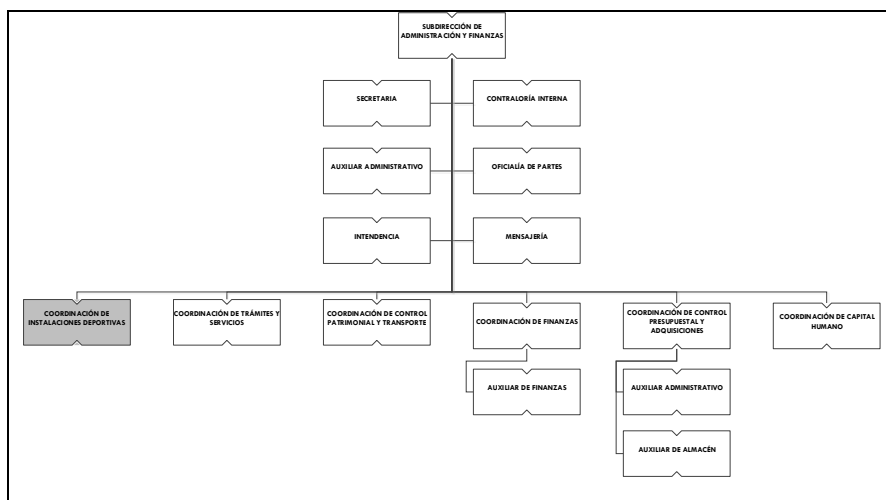 SUBDIRECCIÓN DE
ADMINISTRACIÓN Y FINANZAS
SECRETARIA
CONTRALORÍA INTERNA
AUXILIAR ADMINISTRATIVO
OFICIALÍA DE PARTES
INTENDENCIA
MENSAJERÍA
COORDINACIÓN DE
INSTALACIONES DEPORTIVAS
COORDINACIÓN DE TRÁMITES Y
SERVICIOS
COORDINACIÓN DE CONTROL
PATRIMONIAL Y TRANSPORTE
COORDINACIÓN DE FINANZAS
COORDINACIÓN DE CONTROL
PRESUPUESTAL Y
ADQUISICIONES
COORDINACIÓN DE CAPITAL
HUMANO
AUXILIAR DE FINANZAS
AUXILIAR ADMINISTRATIVO
AUXILIAR DE ALMACÉN